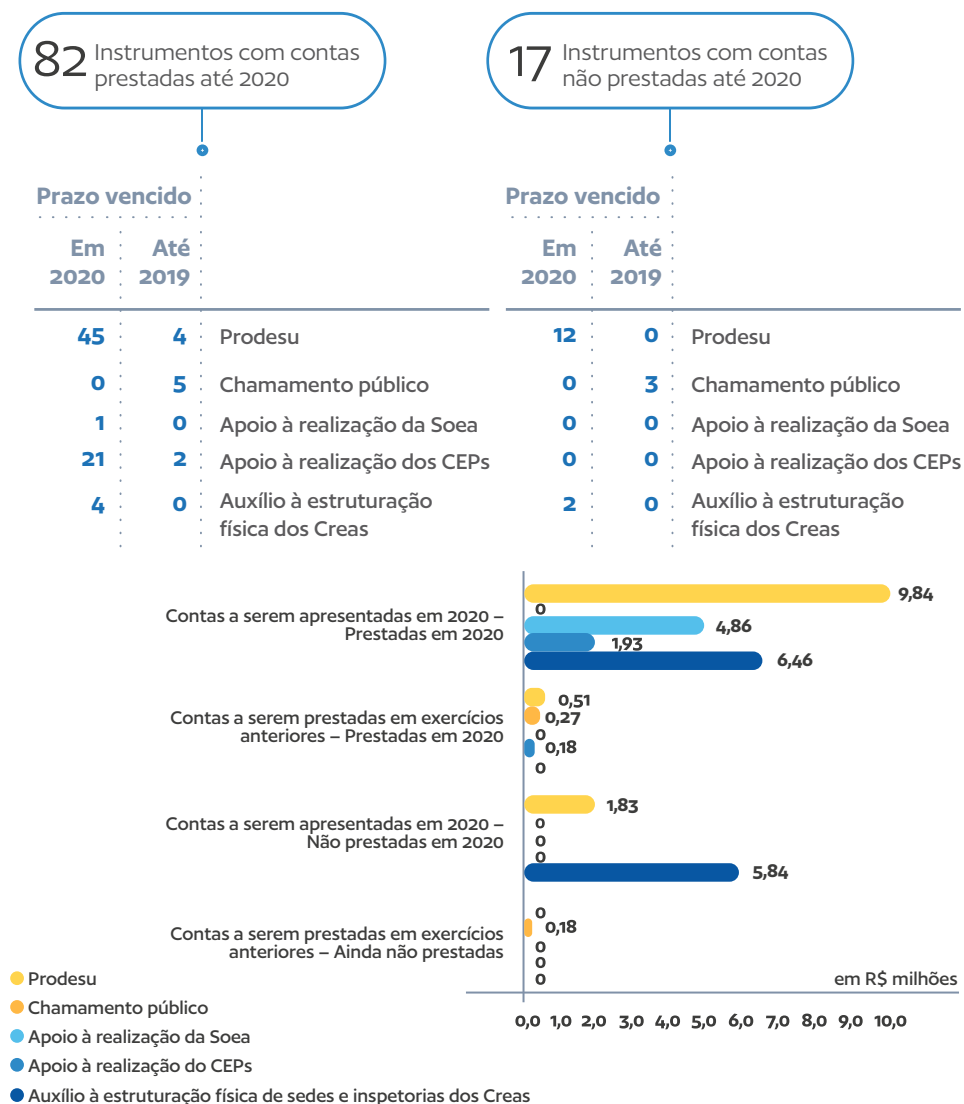 82 Instrumentos com contas
prestadas até 2020
17 Instrumentos com contas
não prestadas até 2020
Prazo vencido
Em 2020
Até 2019
45 4 Prodesu
0 5 Chamamento público
1 0 Apoio à realização da Soea
21 2 Apoio à realização dos CEPs
4 0 Auxílio à estruturação
física dos Creas
Prazo vencido
Em 2020
Até 2019
12 0 Prodesu
0 3 Chamamento público
0 0 Apoio à realização da Soea
0 0 Apoio à realização dos CEPs
2 0 Auxílio à estruturação
física dos Creas
Contas a serem apresentadas em 2020 –
Prestadas em 2020
9,84
0
4,86
1,93
6,46
Contas a serem prestadas em exercícios
anteriores – Prestadas em 2020
0,51
0,27
0
0,18
0
Contas a serem apresentadas em 2020 –
Não prestadas em 2020
1,83
0
0
0
5,84
Contas a serem prestadas em exercícios
anteriores – Ainda não prestadas
0
0,18
0
0
0
em R$ milhões
0,0 1,0 2,0 3,0 4,0 5,0 6,0 7,0 8,0 9,0 10,0
Prodesu
Chamamento público
Apoio à realização da Soea
Apoio à realização do CEPs
Auxílio à estruturação física de sedes e inspetorias dos Creas